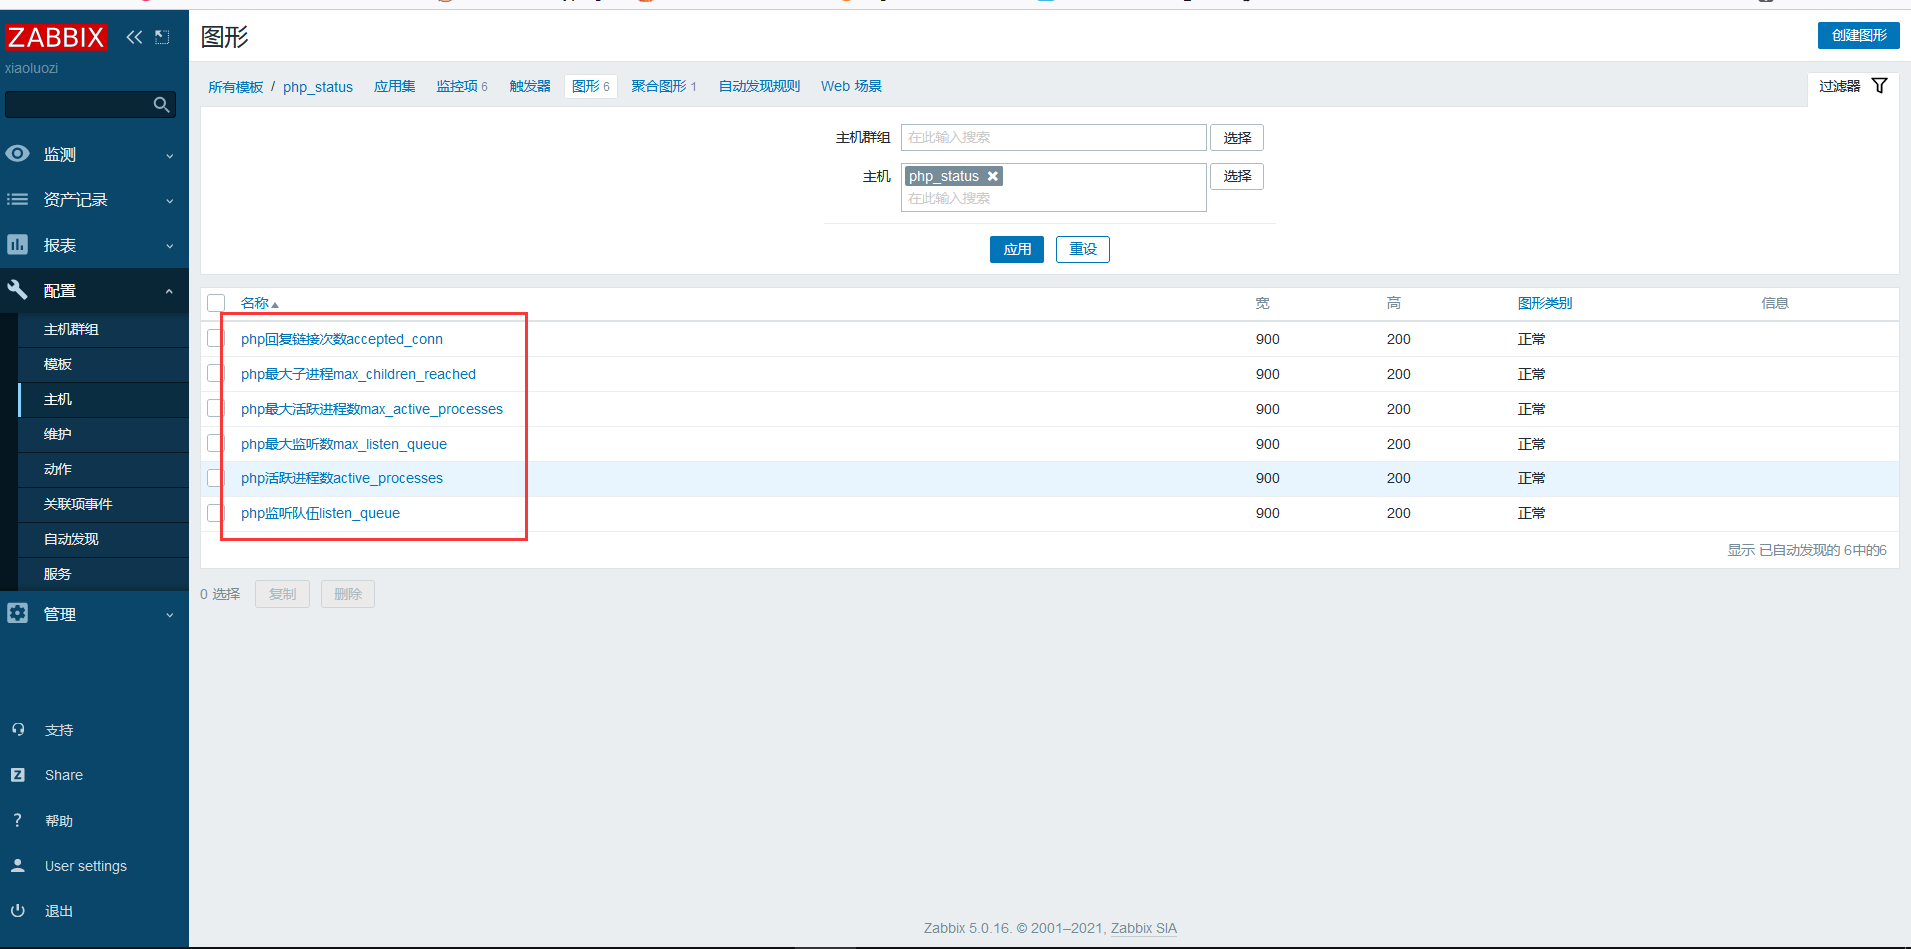 ZABBIX
xiaoluozi
监测
资产记录
报表
配置
主机群组
模板
主机
维护
动作
关联项事件
自动发现
服务
管理
支持
Share
帮助
User settings
退出
图形
创建图形
所有模板 / php_status 应用集 监控项 6 触发器 图形 6 聚合图形 1 自动发现规则 Web 场景
过滤器
主机群组 在此输入搜索 选择
主机 php_status 选择
在此输入搜索
应用 重设
名称 宽 高 图形类别 信息
php回复链接次数accepted_conn 900 200 正常
php最大子进程max_children_reached 900 200 正常
php最大活跃进程数max_active_processes 900 200 正常
php最大监听数max_listen_queue 900 200 正常
php活跃进程数active_processes 900 200 正常
php监听队伍listen_queue 900 200 正常
显示 已自动发现的 6中的6
0 选择 复制 删除
Zabbix 5.0.16. © 2001–2021, Zabbix SIA